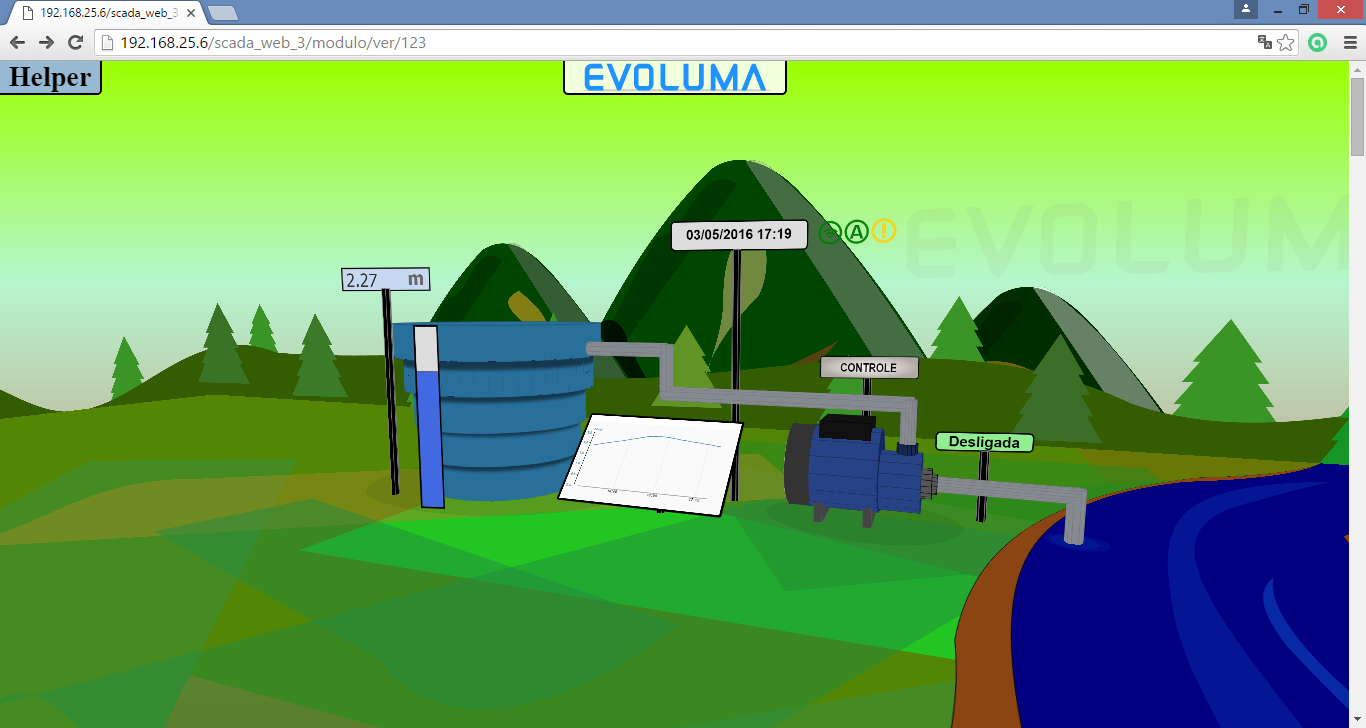 192.168.25.6/scada_web_3
192.168.25.6/scada_web_3/modulo/ver/123
Helper
EVOLUMA
EVOLUM
03/05/2016 17:19
A
!
2.27 m
CONTROLE
Desligada